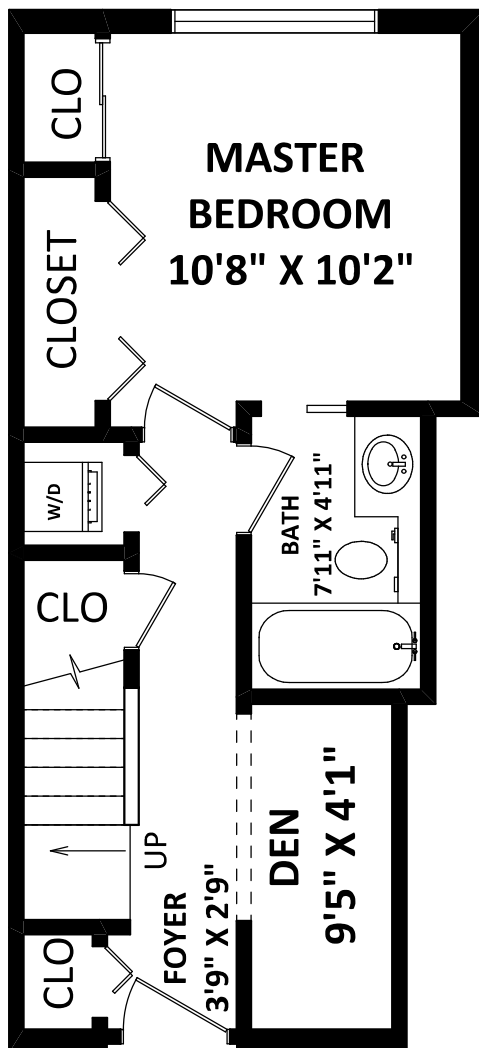 CLO
MASTER
BEDROOM
10'8" X 10'2"
CLOSET
W/D
BATH
7'11" X 4'11"
CLO
UP
DEN
9'5" X 4'1"
FOYER
3'9" X 2'9"
CLO